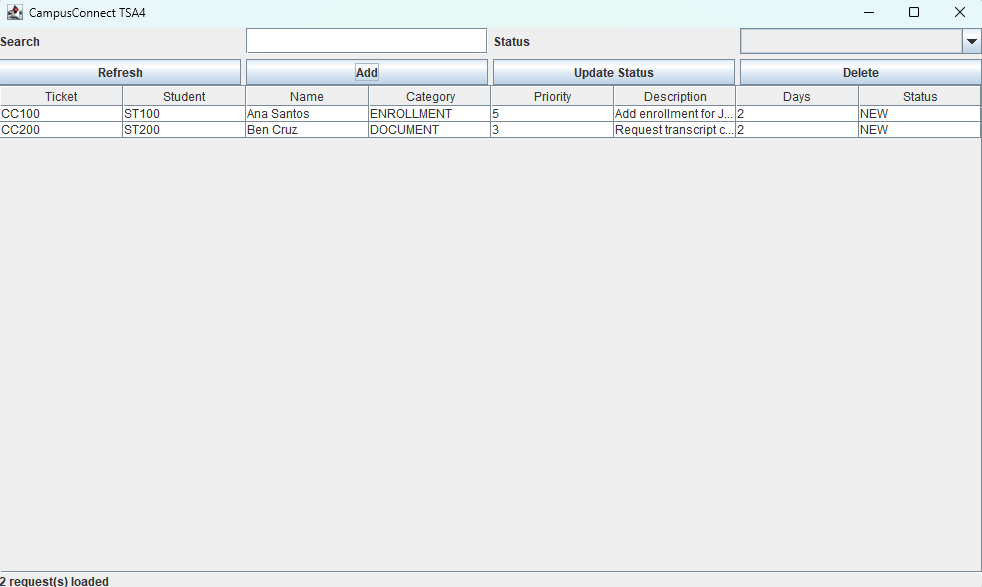 CampusConnect TSA4
Search Status
Refresh Add Update Status Delete
Ticket Student Name Category Priority Description Days Status
CC100 ST100 Ana Santos ENROLLMENT 5 Add enrollment for J... 2 NEW
CC200 ST200 Ben Cruz DOCUMENT 3 Request transcript c... 2 NEW
2 request(s) loaded